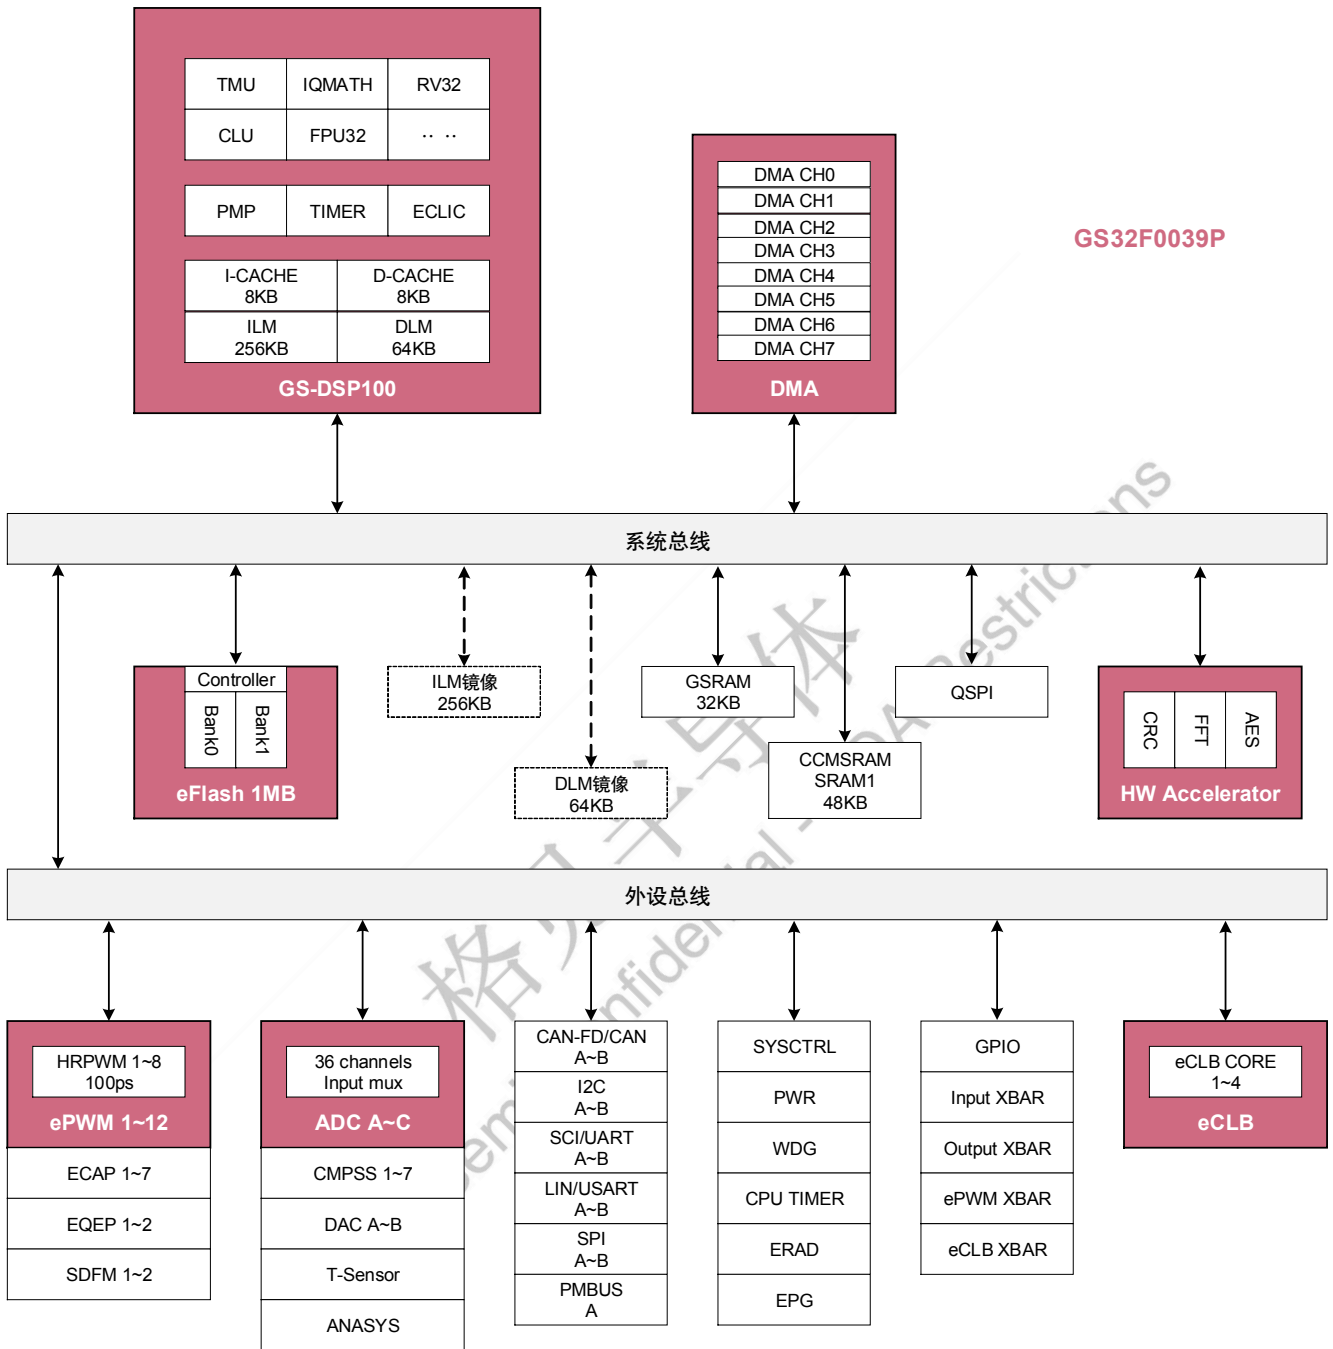 TMU
IQMATH
RV32
CLU
FPU32
·· ··
PMP
TIMER
ECLIC
I-CACHE
8KB
D-CACHE
8KB
ILM
256KB
DLM
64KB
GS-DSP100
DMA CH0
DMA CH1
DMA CH2
DMA CH3
DMA CH4
DMA CH5
DMA CH6
DMA CH7
DMA
GS32F0039P
系统总线
Controller
Bank0
Bank1
eFlash 1MB
ILM镜像
256KB
DLM镜像
64KB
GSRAM
32KB
CCMSRAM
SRAM1
48KB
QSPI
CRC
FFT
AES
HW Accelerator
外设总线
HRPWM 1~8
100ps
ePWM 1~12
ECAP 1~7
EQEP 1~2
SDFM 1~2
36 channels
Input mux
ADC A~C
CMPSS 1~7
DAC A~B
T-Sensor
ANASYS
CAN-FD/CAN
A~B
I2C
A~B
SCI/UART
A~B
LIN/USART
A~B
SPI
A~B
PMBUS
A
SYSCTRL
PWR
WDG
CPU TIMER
ERAD
EPG
GPIO
Input XBAR
Output XBAR
ePWM XBAR
eCLB XBAR
eCLB CORE
1~4
eCLB